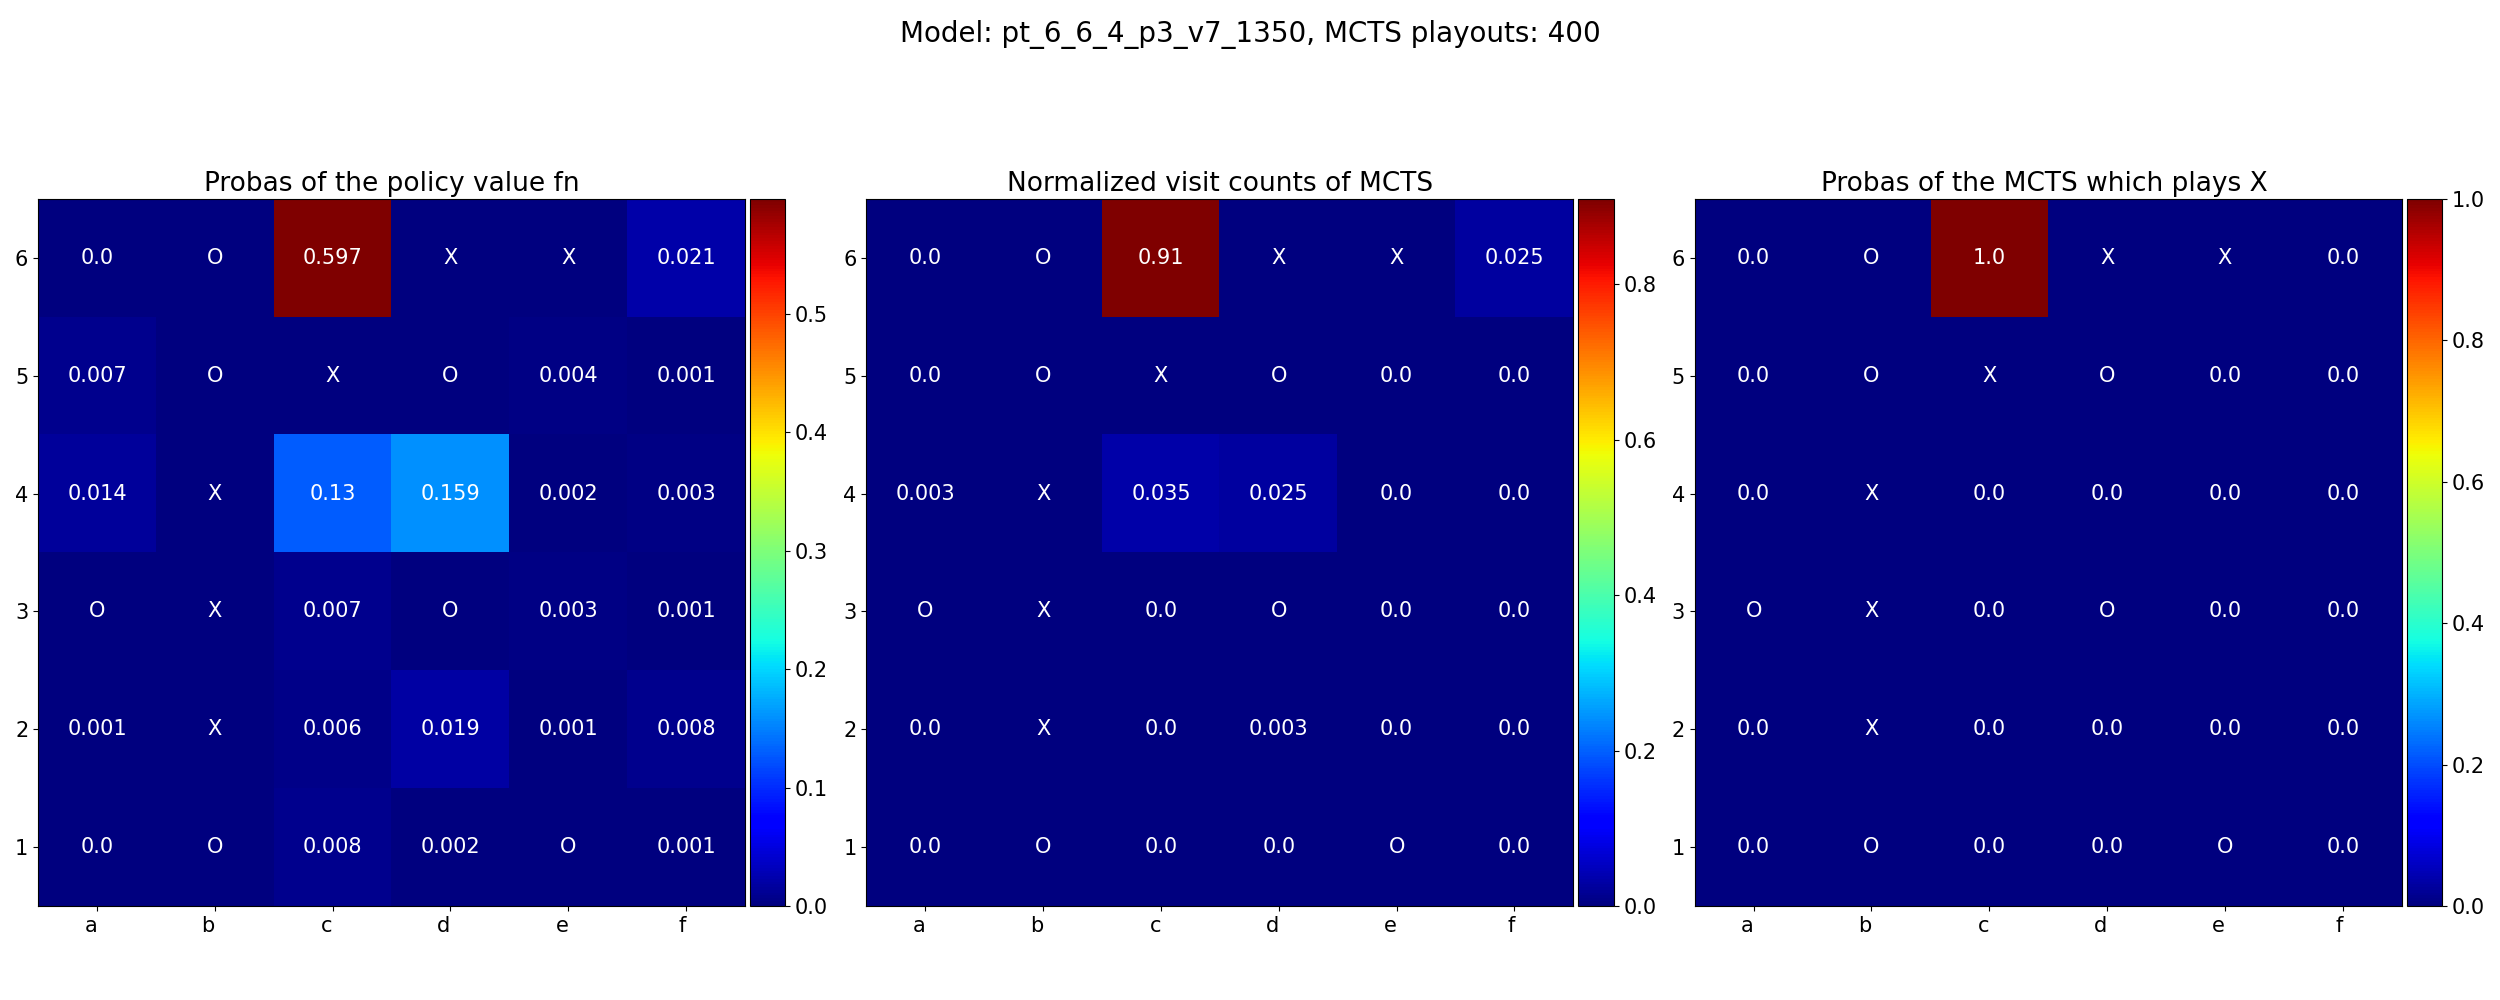 Model: pt_6_6_4_p3_v7_1350, MCTS playouts: 400
Probas of the policy value fn
6 0.0 O 0.597 X X 0.021
5 0.007 O X O 0.004 0.001
4 0.014 X 0.13 0.159 0.002 0.003
3 O X 0.007 O 0.003 0.001
2 0.001 X 0.006 0.019 0.001 0.008
1 0.0 O 0.008 0.002 O 0.001
a b c d e f
0.5
0.4
0.3
0.2
0.1
0.0
Normalized visit counts of MCTS
6 0.0 O 0.91 X X 0.025
5 0.0 O X O 0.0 0.0
4 0.003 X 0.035 0.025 0.0 0.0
3 O X 0.0 O 0.0 0.0
2 0.0 X 0.0 0.003 0.0 0.0
1 0.0 O 0.0 0.0 O 0.0
a b c d e f
0.8
0.6
0.4
0.2
0.0
Probas of the MCTS which plays X
6 0.0 O 1.0 X X 0.0
5 0.0 O X O 0.0 0.0
4 0.0 X 0.0 0.0 0.0 0.0
3 O X 0.0 O 0.0 0.0
2 0.0 X 0.0 0.0 0.0 0.0
1 0.0 O 0.0 0.0 O 0.0
a b c d e f
1.0
0.8
0.6
0.4
0.2
0.0